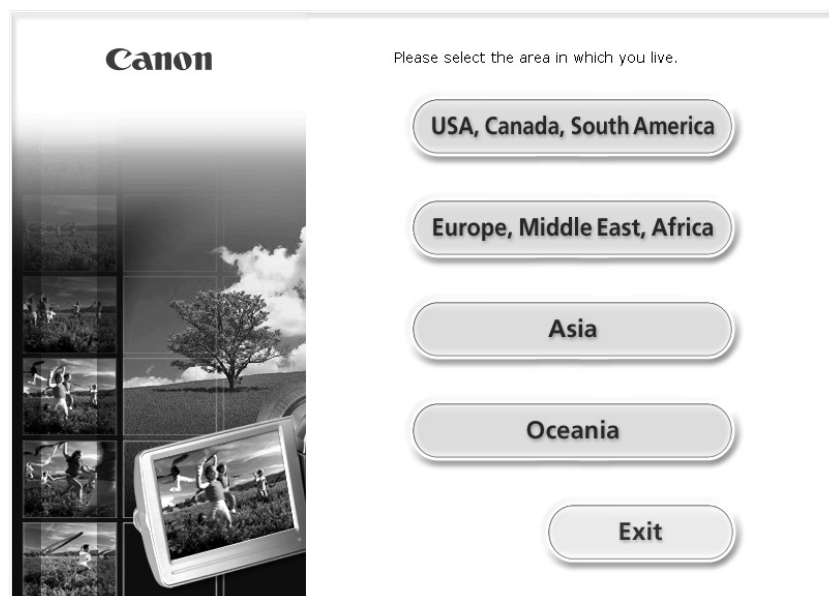 Canon
Please select the area in which you live.
USA, Canada, South America
Europe, Middle East, Africa
Asia
Oceania
Exit